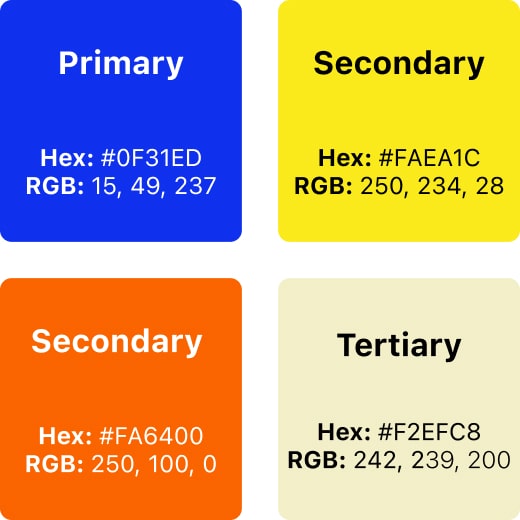 Primary
Hex: #0F31ED
RGB: 15, 49, 237
Secondary
Hex: #FAEA1C
RGB: 250, 234, 28
Secondary
Hex: #FA6400
RGB: 250, 100, 0
Tertiary
Hex: #F2EFC8
RGB: 242, 239, 200